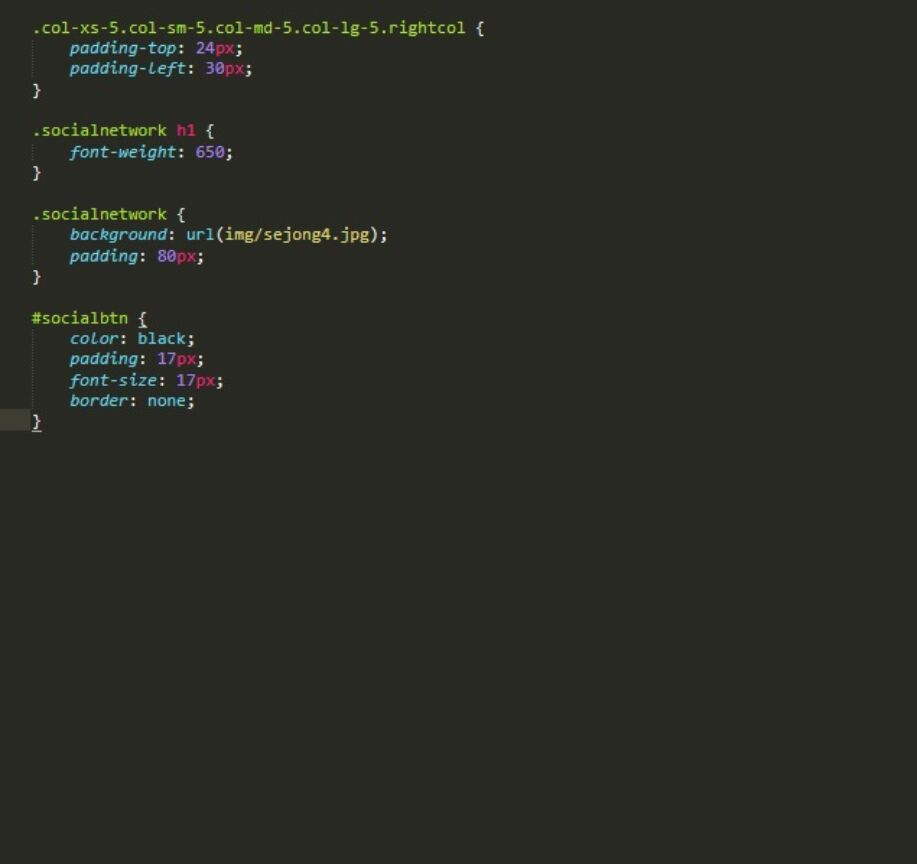 .col-xs-5.col-sm-5.col-md-5.col-lg-5.rightcol {
    padding-top: 24px;
    padding-left: 30px;
}

.socialnetwork h1 {
    font-weight: 650;
}

.socialnetwork {
    background: url(img/sejong4.jpg);
    padding: 80px;
}

#socialbtn {
    color: black;
    padding: 17px;
    font-size: 17px;
    border: none;
}